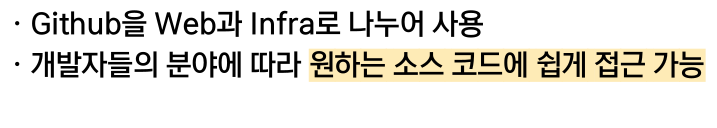 · Github을 Web과 Infra로 나누어 사용
· 개발자들의 분야에 따라 원하는 소스 코드에 쉽게 접근 가능